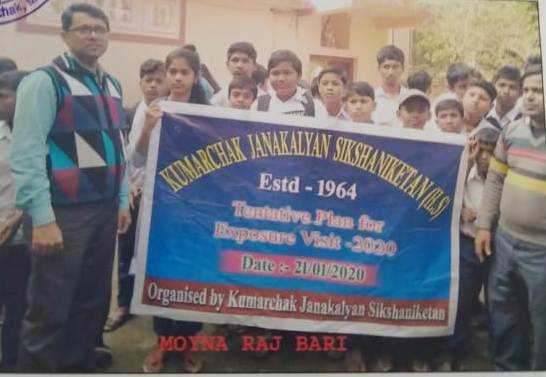 KUMARCHAK JANAKALYAN SIKSHANIKETAN (H.S)
Estd - 1964
Tentative Plan for
Exposure Visit -2020
Date :- 21/01/2020
Organised by Kumarchak Janakalyan Sikshaniketan
MOYNA RAJ BARI